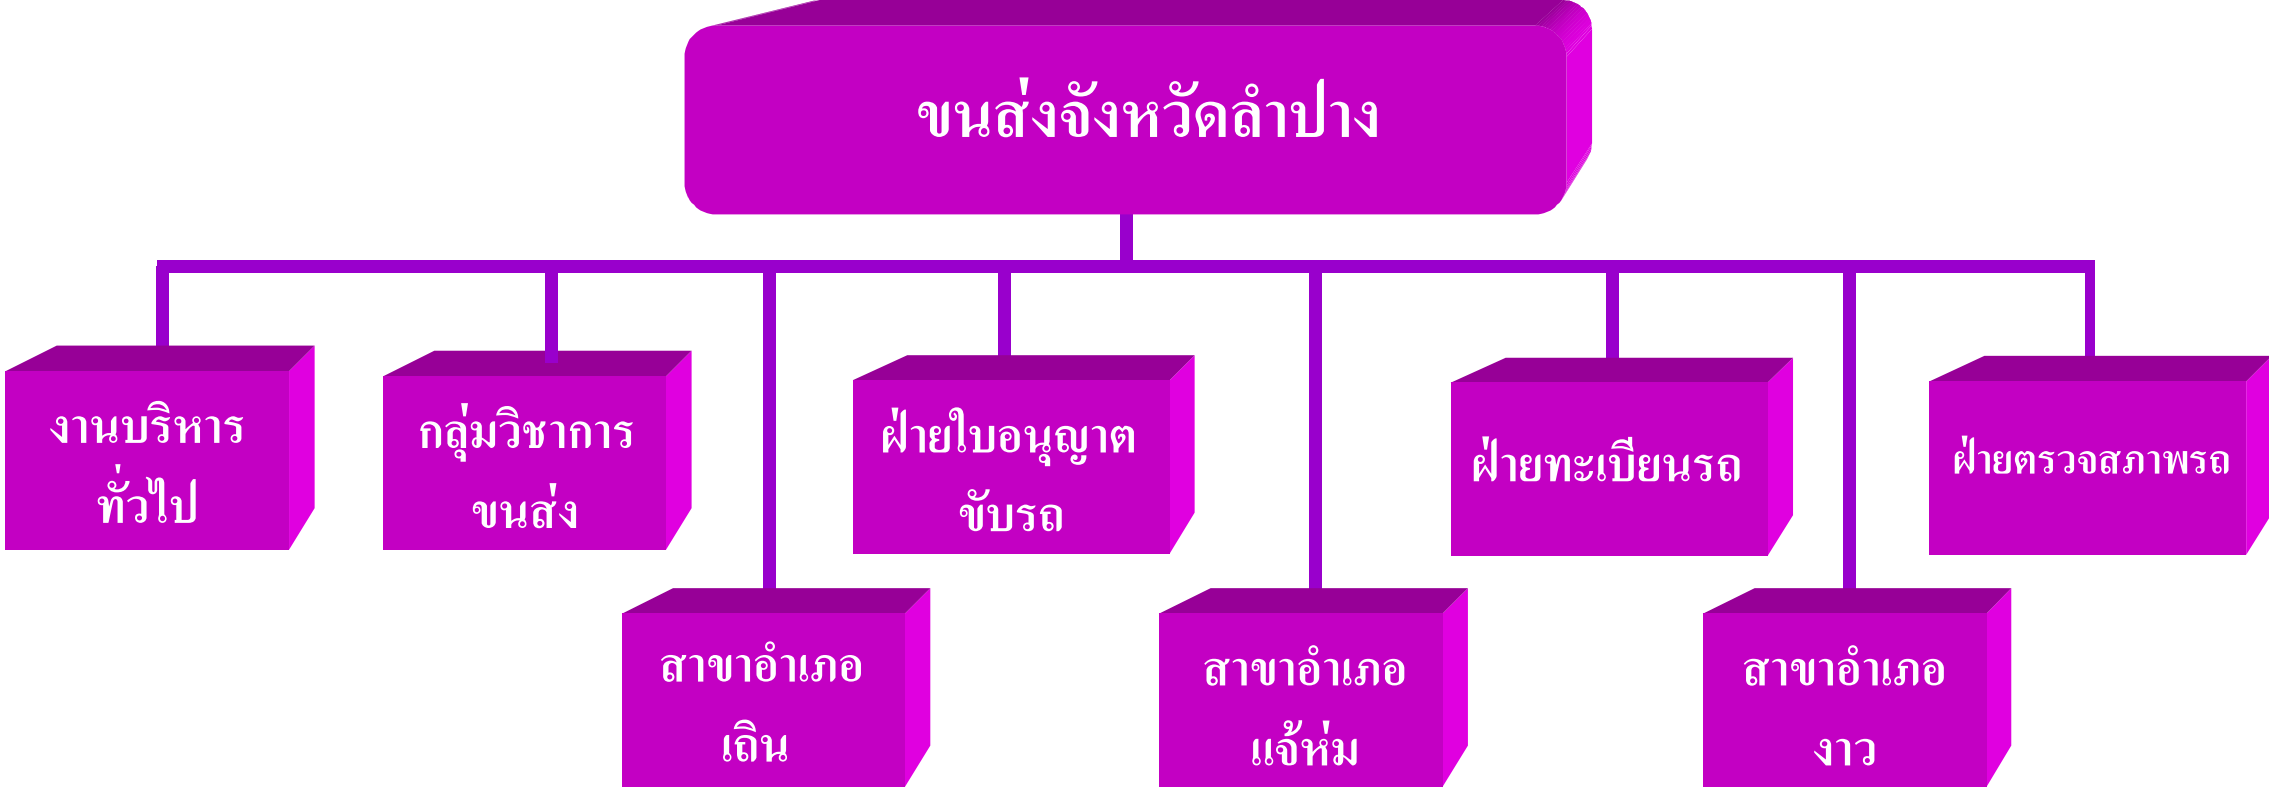 ขนส่งจังหวัดลำปาง
งานบริหาร
ทั่วไป
กลุ่มวิชาการ
ขนส่ง
ฝ่ายใบอนุญาต
ขับรถ
ฝ่ายทะเบียนรถ
ฝ่ายตรวจสภาพรถ
สาขาอำเภอ
เถิน
สาขาอำเภอ
แจ้ห่ม
สาขาอำเภอ
งาว